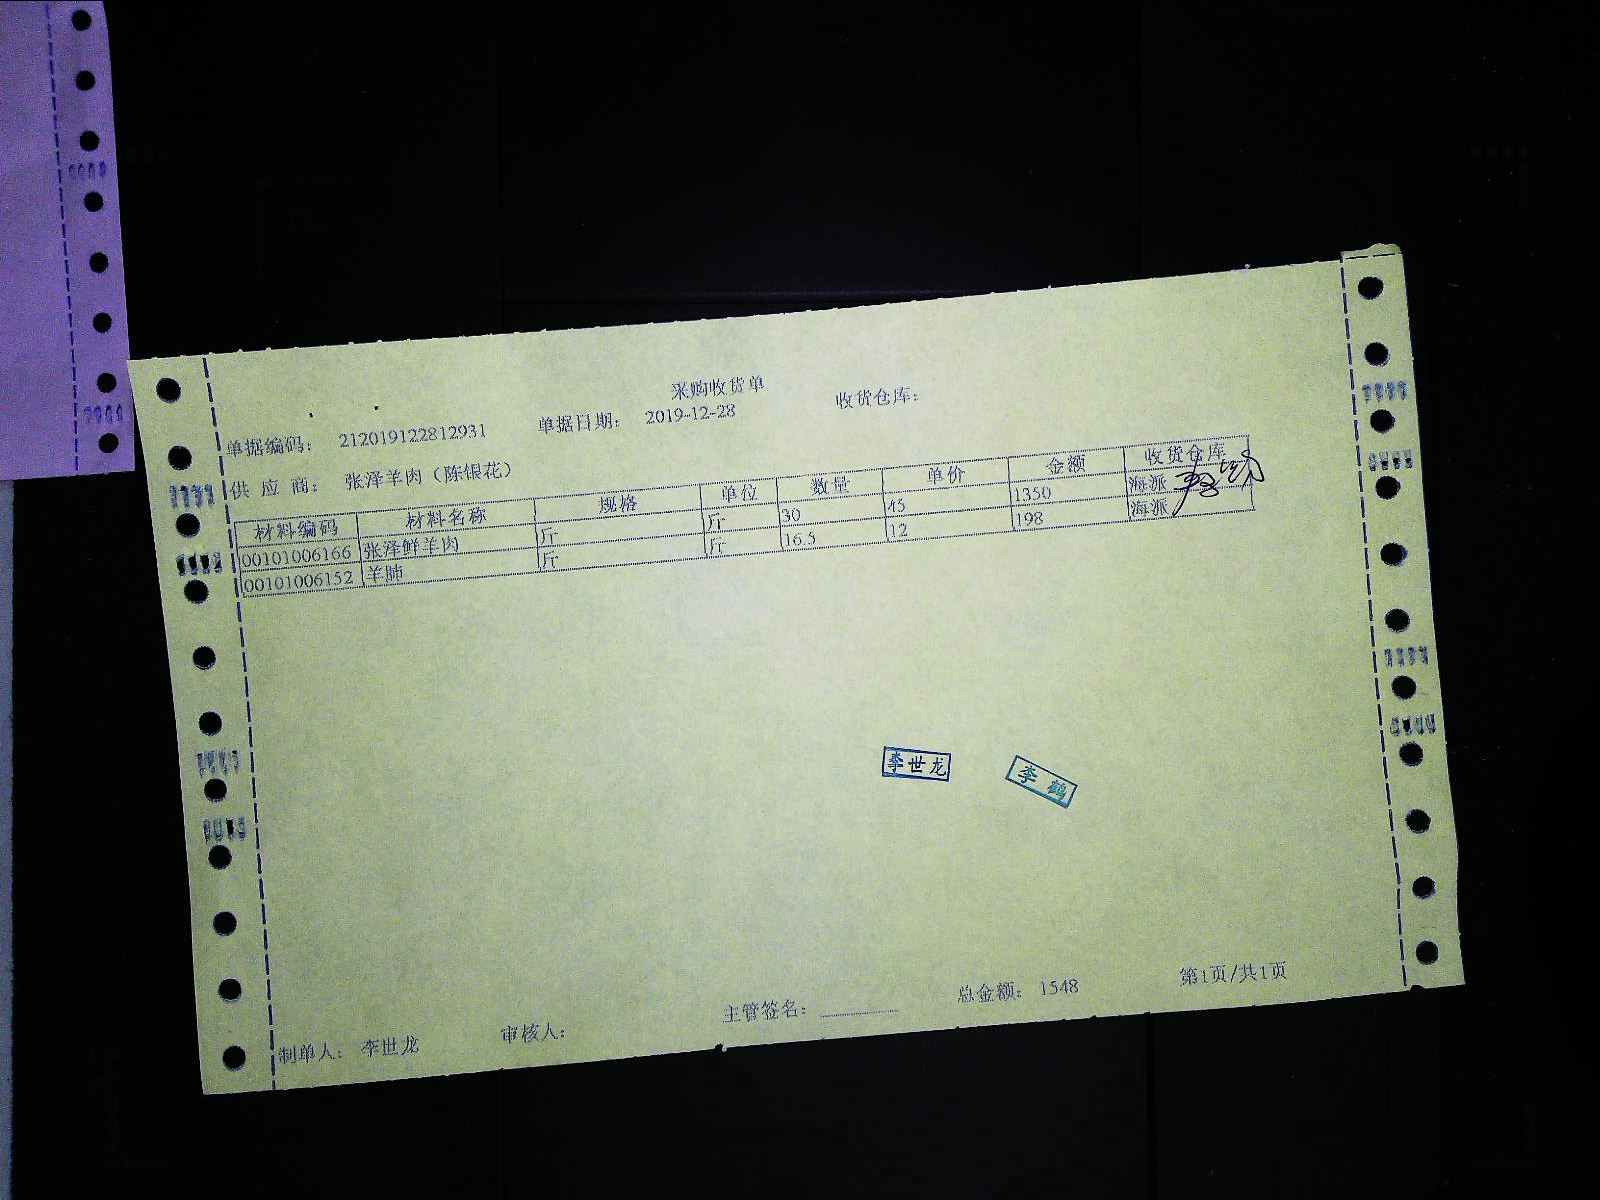 采购收货单
单据编码： 212019122812931 单据日期： 2019-12-28 收货仓库：
供 应 商： 张泽羊肉（陈银花）
材料编码 材料名称 规格 单位 数量 单价 金额 收货仓库
00101006166 张泽鲜羊肉 斤 斤 30 45 1350 海派
00101006152 羊肺 斤 斤 16.5 12 198 海派
李世龙 李鹤
制单人： 李世龙 审核人： 主管签名： 总金额： 1548 第1页/共1页